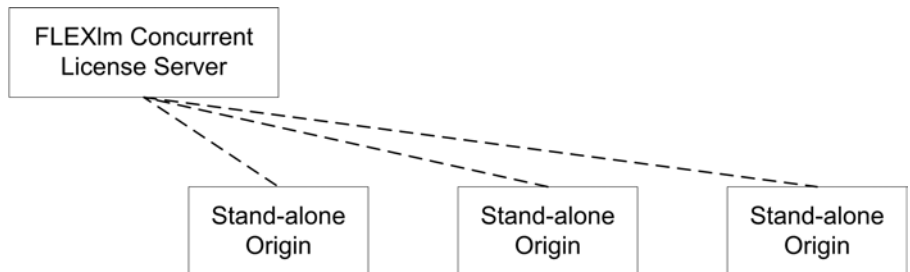 FLEXlm Concurrent
License Server
Stand-alone
Origin
Stand-alone
Origin
Stand-alone
Origin